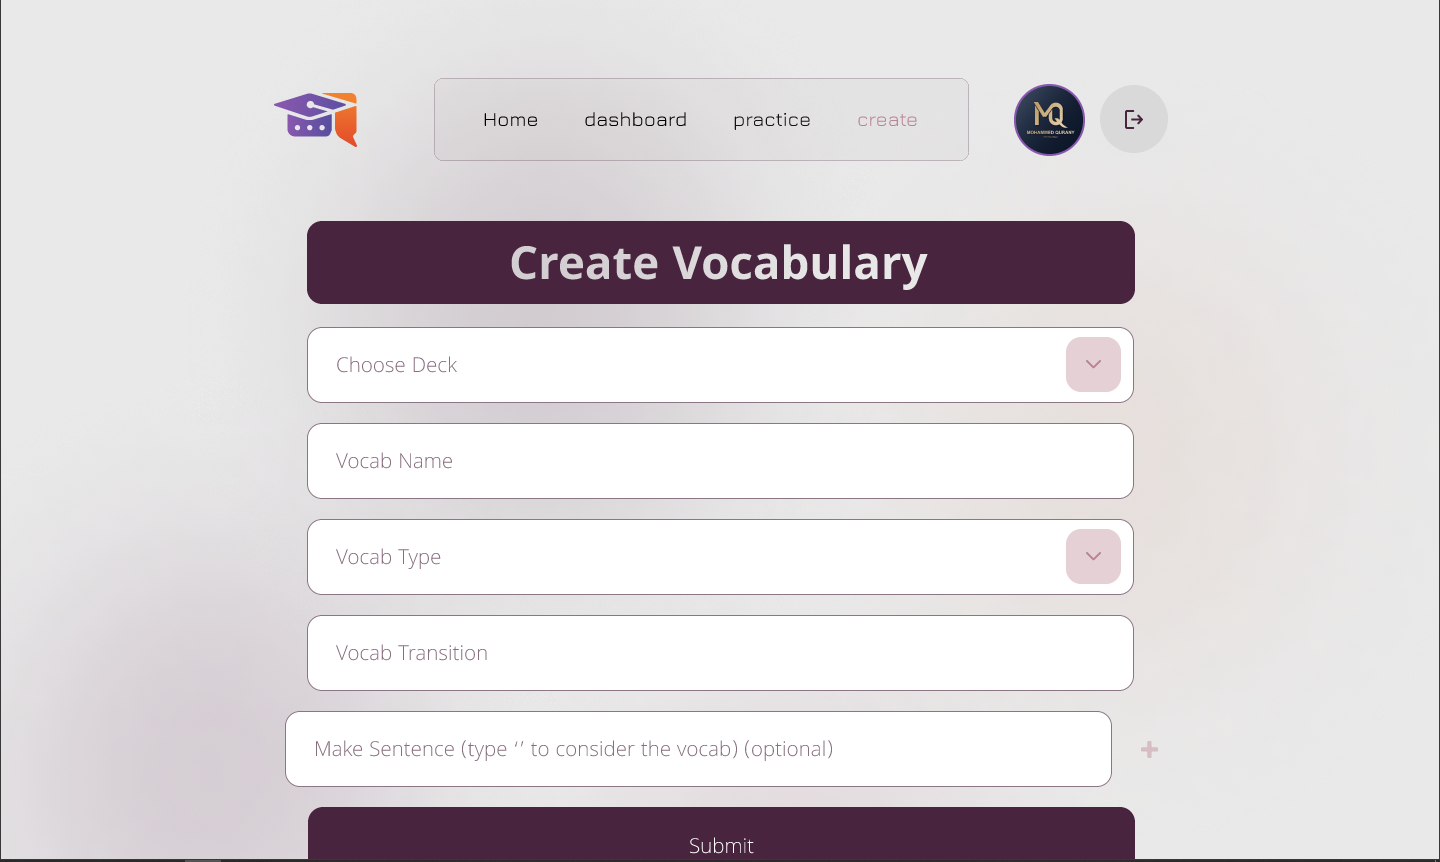 Home dashboard practice create
MQ
MOHAMMED QURANY
Create Vocabulary
Choose Deck
Vocab Name
Vocab Type
Vocab Transition
Make Sentence (type ‘ ’ to consider the vocab) (optional)
Submit